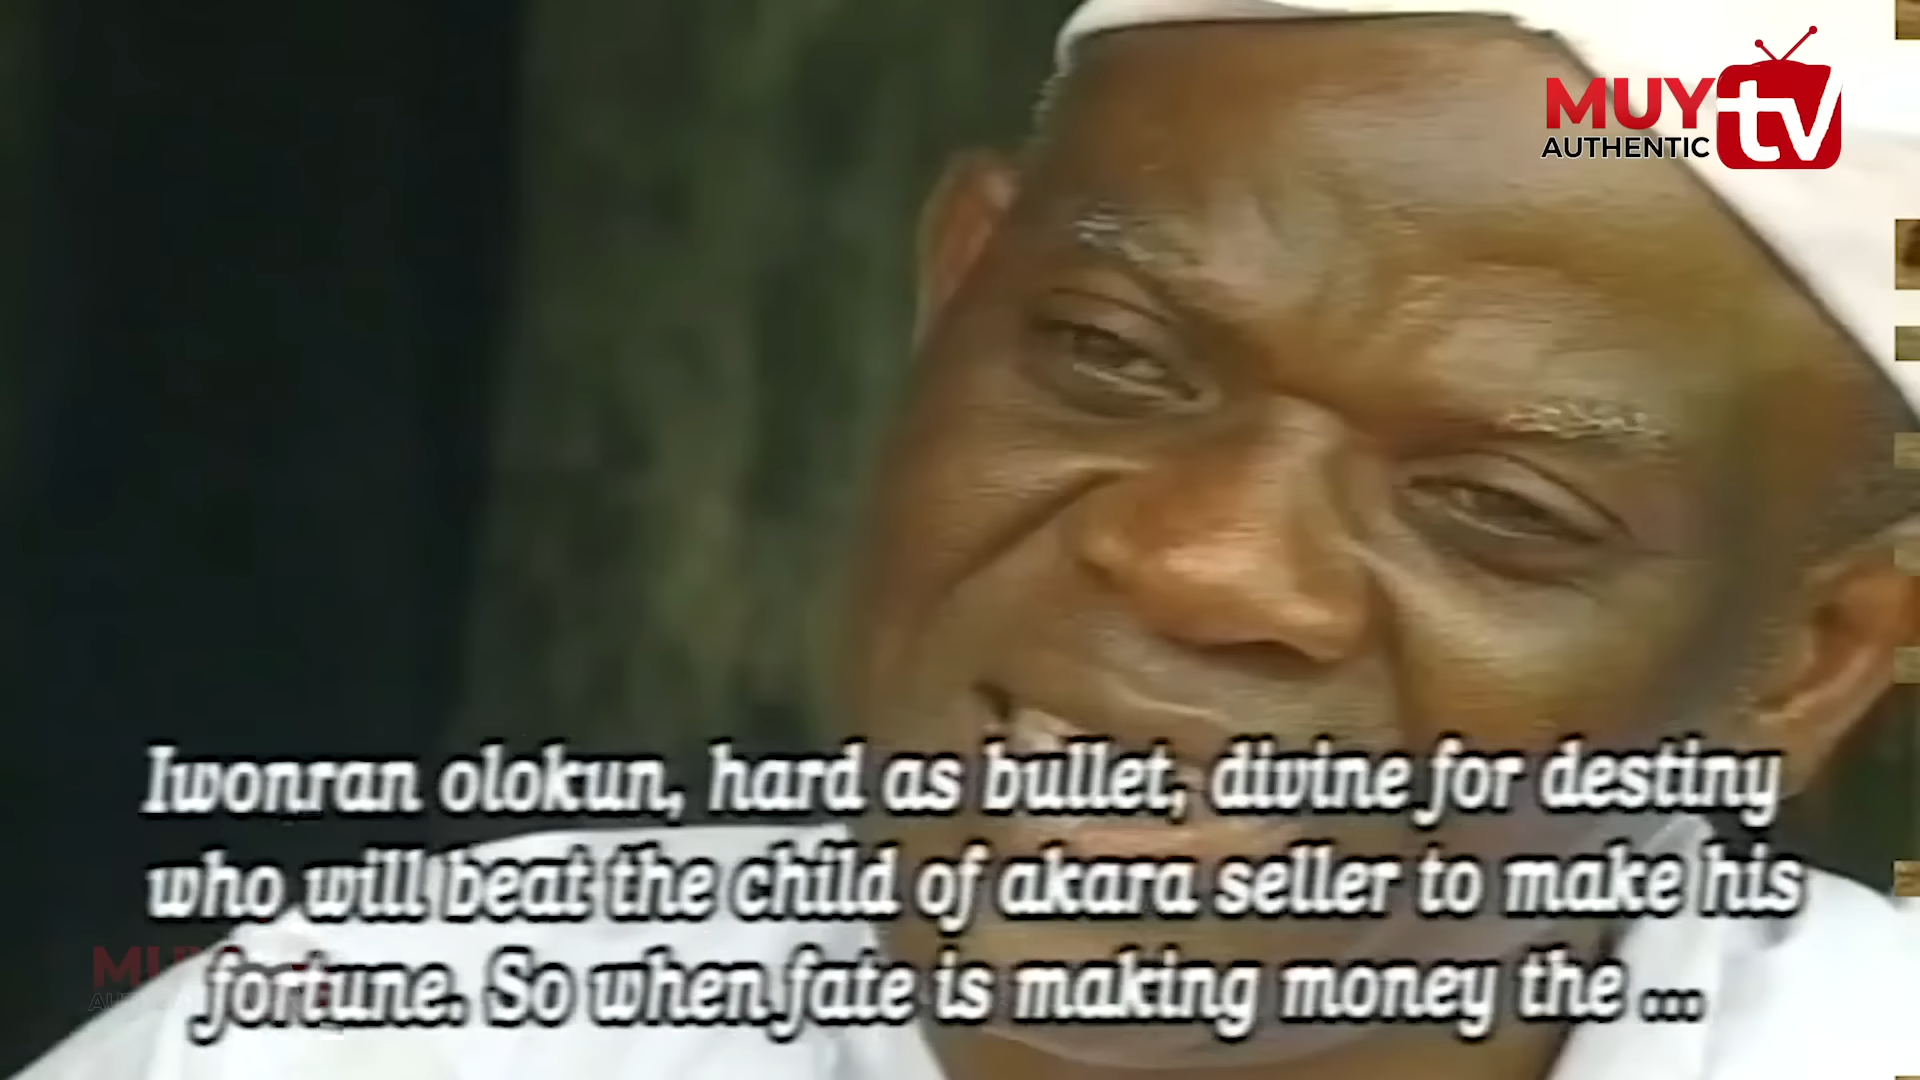 MUY tv
AUTHENTIC
Iwonran olokun, hard as bullet, divine for destiny
who will beat the child of akara seller to make his
fortune. So when fate is making money the ...
MU